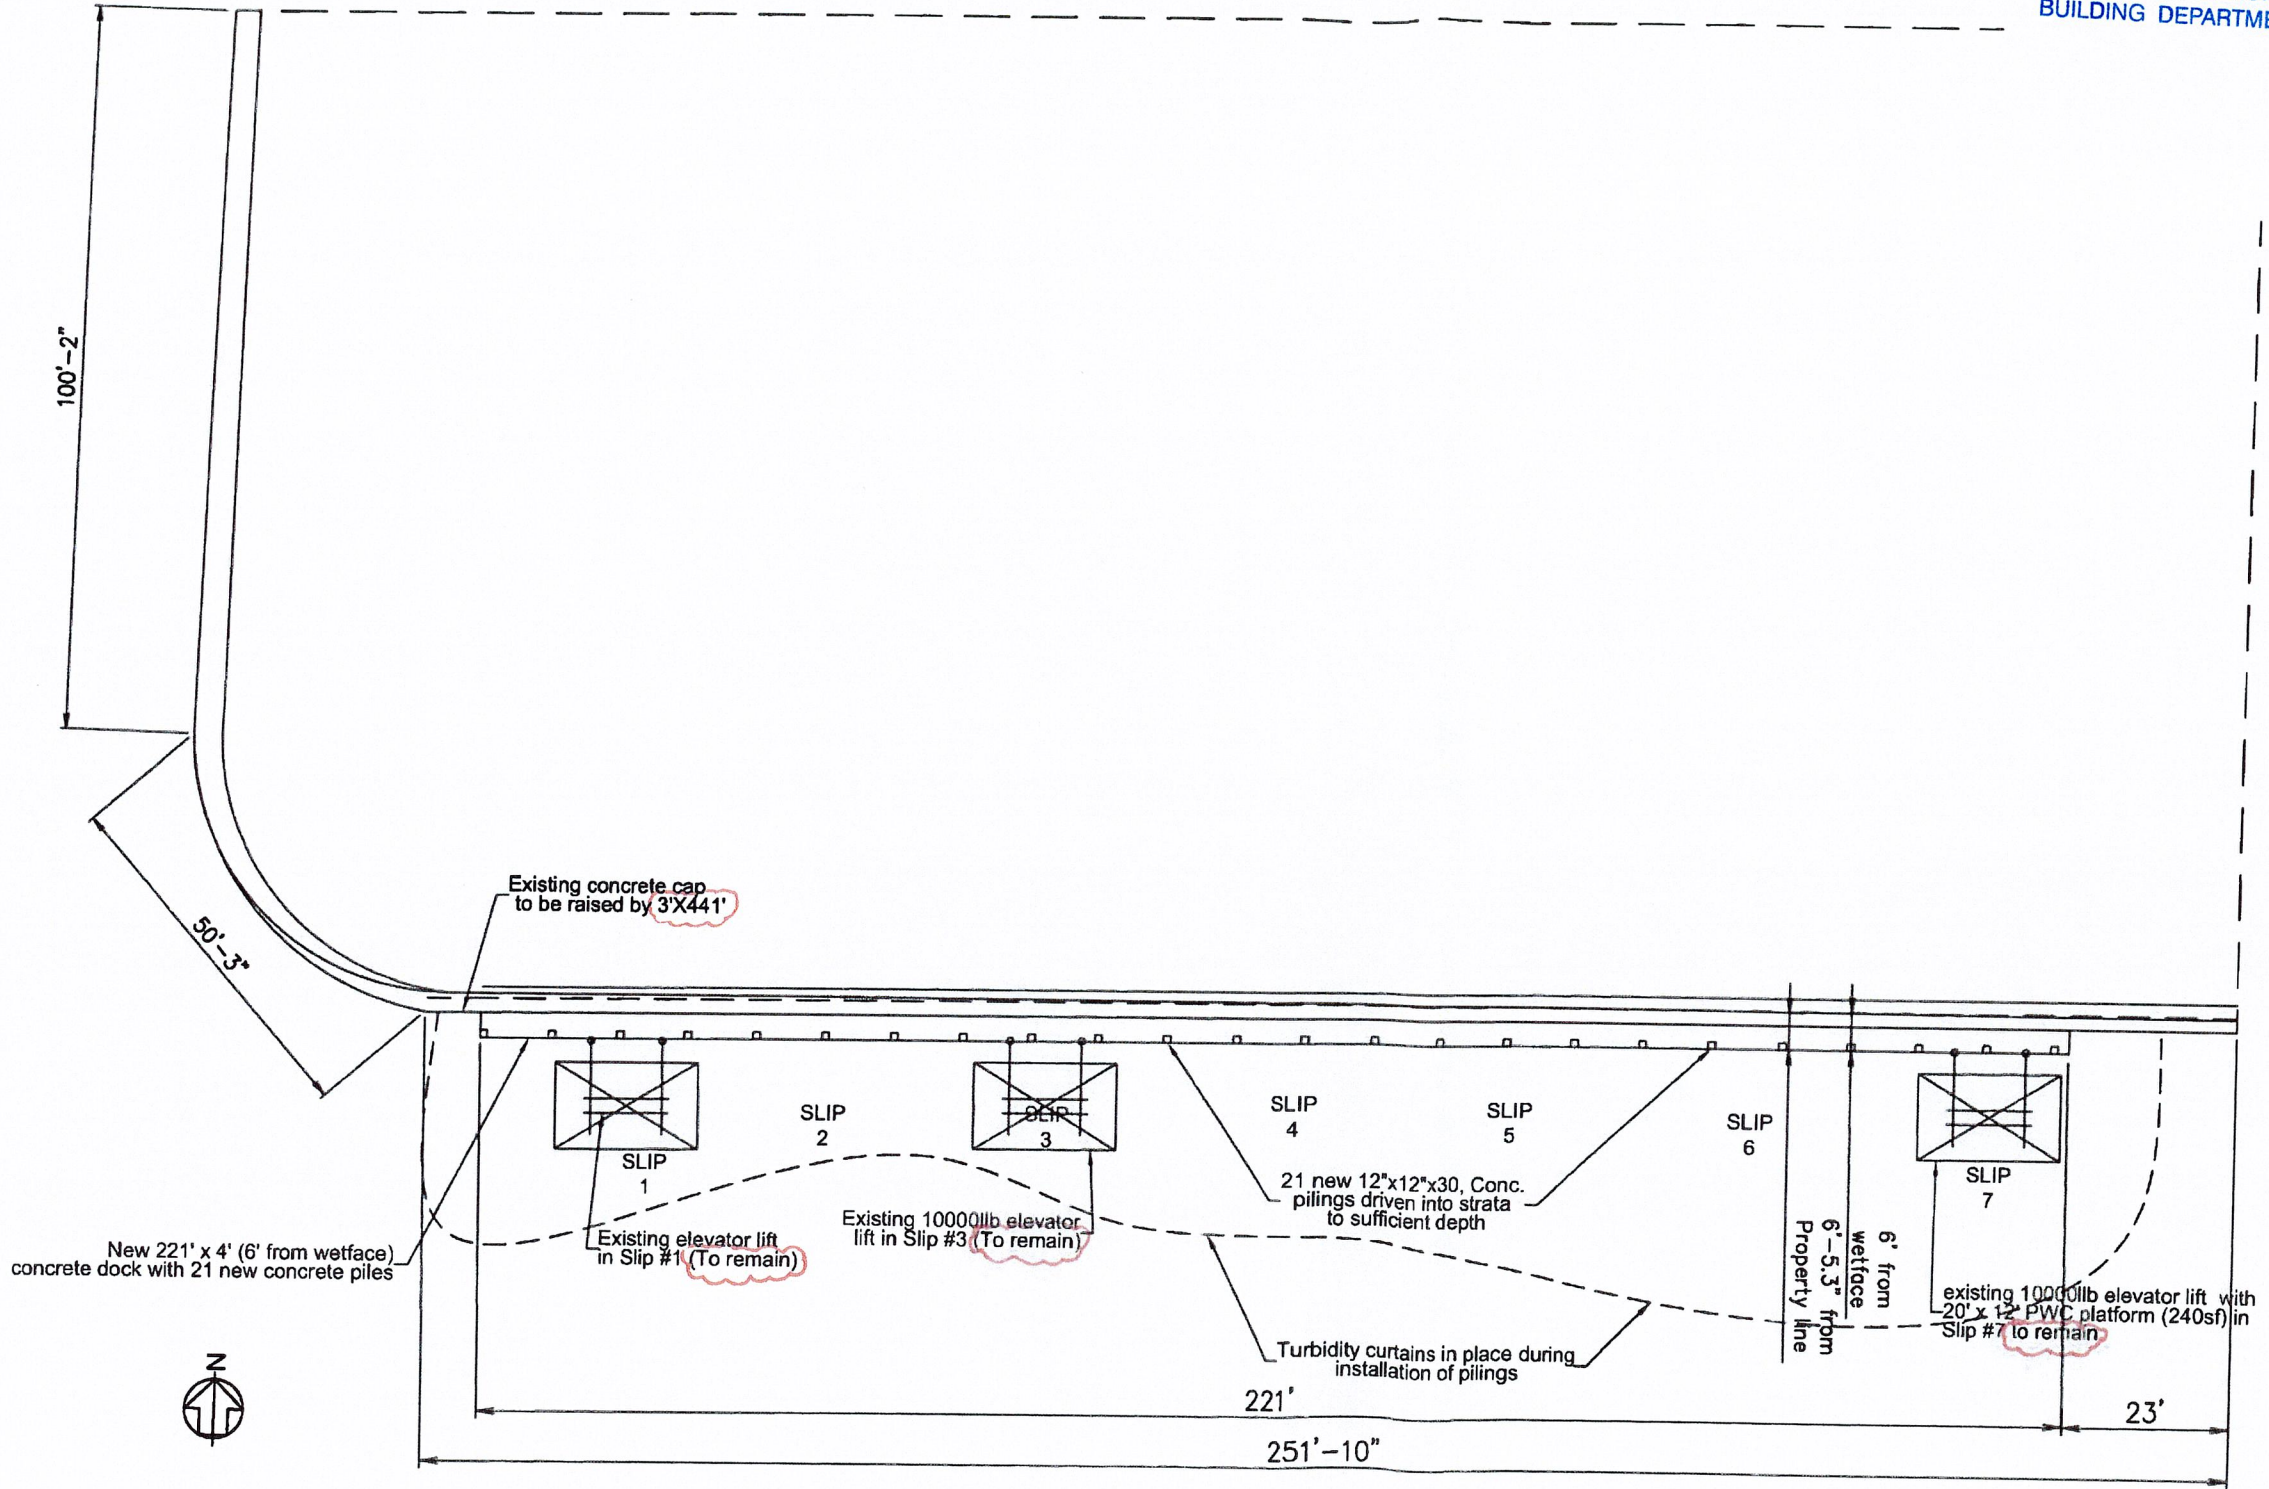 BUILDING DEPARTME
100'-2"
50'-3"
Existing concrete cap
to be raised by 3'X441'
SLIP
1
SLIP
2
SLIP
3
SLIP
4
SLIP
5
SLIP
6
SLIP
7
21 new 12"x12"x30, Conc.
pilings driven into strata
to sufficient depth
New 221' x 4' (6' from wetface)
concrete dock with 21 new concrete piles
Existing elevator lift
in Slip #1 (To remain)
Existing 10000llb elevator
lift in Slip #3 (To remain)
6' from
wetface
6'-5.3" from
Property line
existing 10000llb elevator lift with
20' x 12' PWC platform (240sf) in
Slip #7 to remain
Turbidity curtains in place during
installation of pilings
N
221'
23'
251'-10"